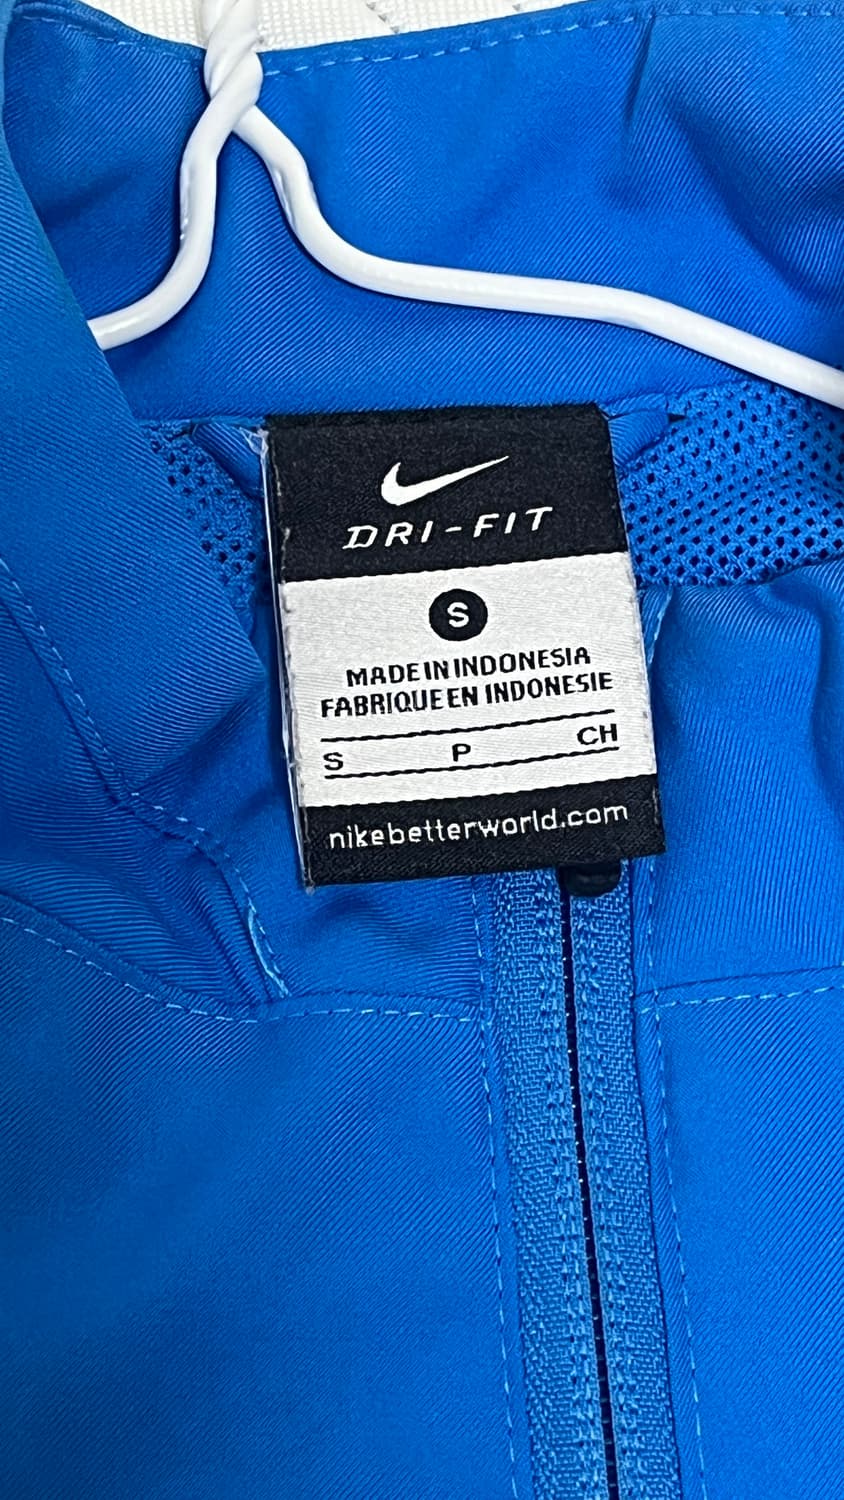 DRI-FIT
S
MADE IN INDONESIA
FABRIQUE EN INDONESIE
S P CH
nikebetterworld.com